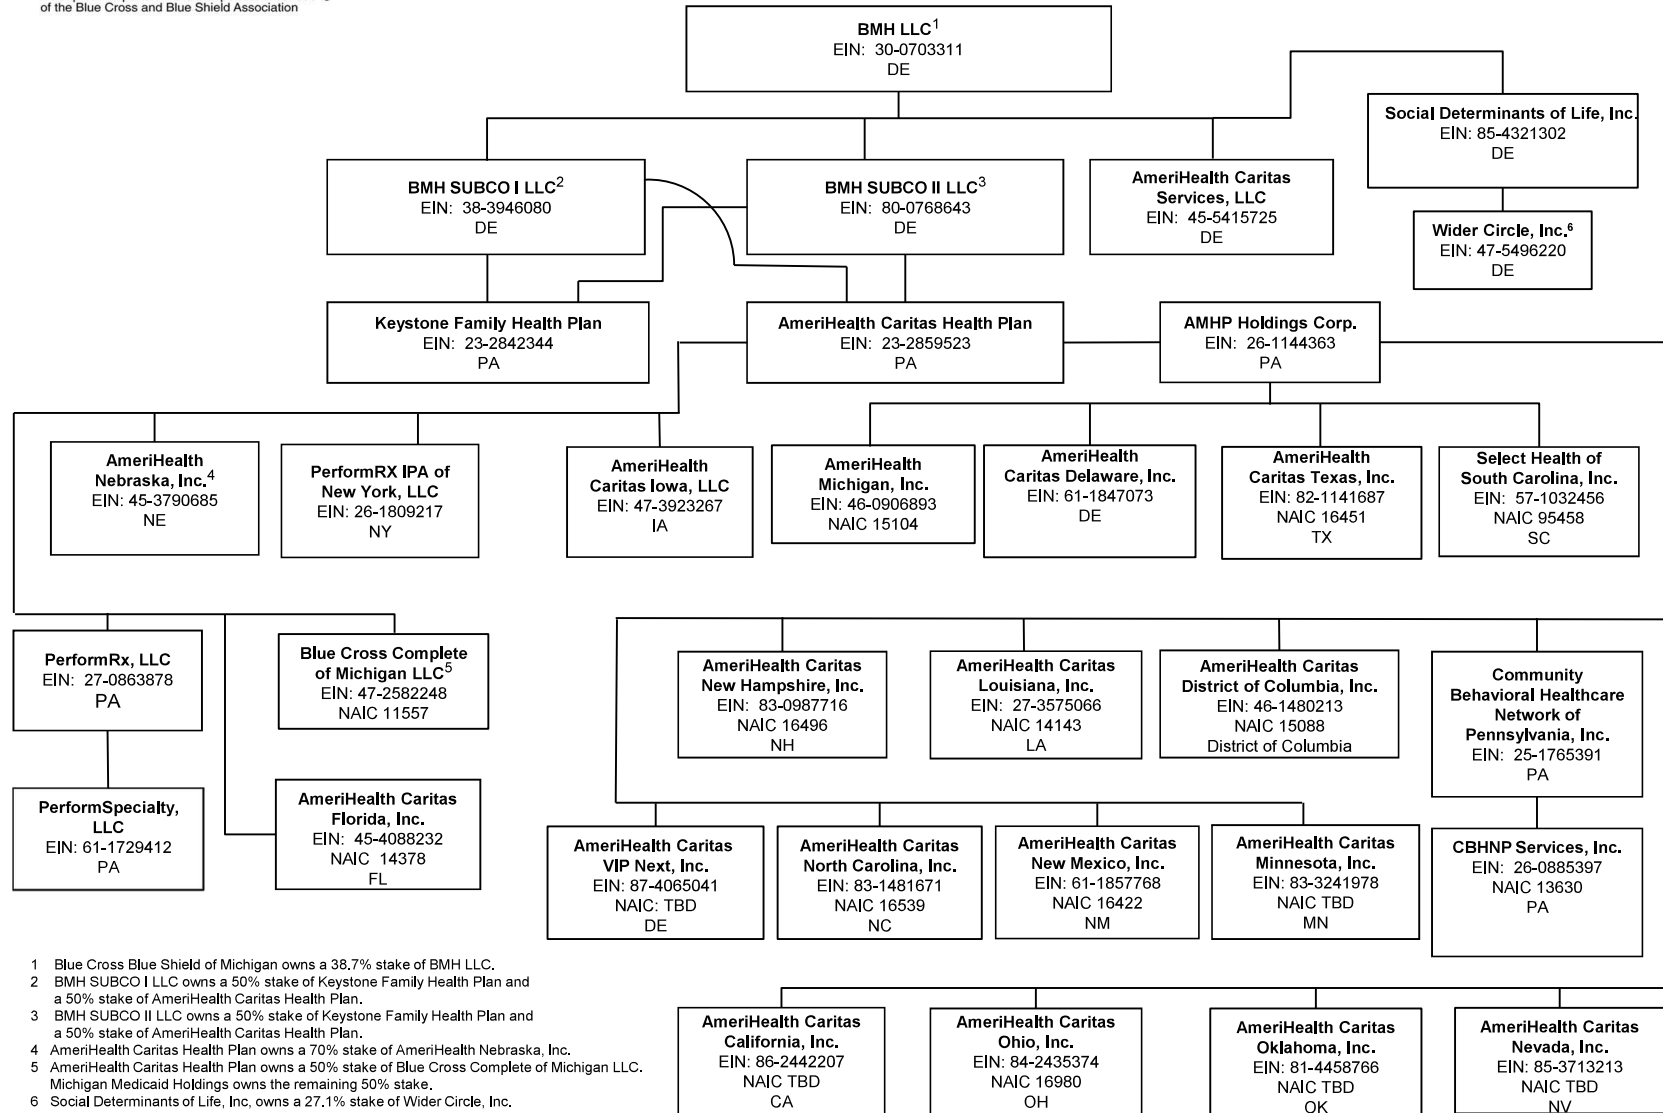 of the Blue Cross and Blue Shield Association
BMH LLC1
EIN: 30-0703311
DE
Social Determinants of Life, Inc.
EIN: 85-4321302
DE
BMH SUBCO I LLC2
EIN: 38-3946080
DE
BMH SUBCO II LLC3
EIN: 80-0768643
DE
AmeriHealth Caritas
Services, LLC
EIN: 45-5415725
DE
Wider Circle, Inc.6
EIN: 47-5496220
DE
Keystone Family Health Plan
EIN: 23-2842344
PA
AmeriHealth Caritas Health Plan
EIN: 23-2859523
PA
AMHP Holdings Corp.
EIN: 26-1144363
PA
AmeriHealth
Nebraska, Inc.4
EIN: 45-3790685
NE
PerformRX IPA of
New York, LLC
EIN: 26-1809217
NY
AmeriHealth
Caritas Iowa, LLC
EIN: 47-3923267
IA
AmeriHealth
Michigan, Inc.
EIN: 46-0906893
NAIC 15104
AmeriHealth
Caritas Delaware, Inc.
EIN: 61-1847073
DE
AmeriHealth
Caritas Texas, Inc.
EIN: 82-1141687
NAIC 16451
TX
Select Health of
South Carolina, Inc.
EIN: 57-1032456
NAIC 95458
SC
PerformRx, LLC
EIN: 27-0863878
PA
Blue Cross Complete
of Michigan LLC5
EIN: 47-2582248
NAIC 11557
AmeriHealth Caritas
New Hampshire, Inc.
EIN: 83-0987716
NAIC 16496
NH
AmeriHealth Caritas
Louisiana, Inc.
EIN: 27-3575066
NAIC 14143
LA
AmeriHealth Caritas
District of Columbia, Inc.
EIN: 46-1480213
NAIC 15088
District of Columbia
Community
Behavioral Healthcare
Network of
Pennsylvania, Inc.
EIN: 25-1765391
PA
PerformSpecialty,
LLC
EIN: 61-1729412
PA
AmeriHealth Caritas
Florida, Inc.
EIN: 45-4088232
NAIC 14378
FL
AmeriHealth Caritas
VIP Next, Inc.
EIN: 87-4065041
NAIC: TBD
DE
AmeriHealth Caritas
North Carolina, Inc.
EIN: 83-1481671
NAIC 16539
NC
AmeriHealth Caritas
New Mexico, Inc.
EIN: 61-1857768
NAIC 16422
NM
AmeriHealth Caritas
Minnesota, Inc.
EIN: 83-3241978
NAIC TBD
MN
CBHNP Services, Inc.
EIN: 26-0885397
NAIC 13630
PA
1 Blue Cross Blue Shield of Michigan owns a 38.7% stake of BMH LLC.
2 BMH SUBCO I LLC owns a 50% stake of Keystone Family Health Plan and
a 50% stake of AmeriHealth Caritas Health Plan.
3 BMH SUBCO II LLC owns a 50% stake of Keystone Family Health Plan and
a 50% stake of AmeriHealth Caritas Health Plan.
4 AmeriHealth Caritas Health Plan owns a 70% stake of AmeriHealth Nebraska, Inc.
5 AmeriHealth Caritas Health Plan owns a 50% stake of Blue Cross Complete of Michigan LLC.
Michigan Medicaid Holdings owns the remaining 50% stake.
6 Social Determinants of Life, Inc, owns a 27.1% stake of Wider Circle, Inc.
AmeriHealth Caritas
California, Inc.
EIN: 86-2442207
NAIC TBD
CA
AmeriHealth Caritas
Ohio, Inc.
EIN: 84-2435374
NAIC 16980
OH
AmeriHealth Caritas
Oklahoma, Inc.
EIN: 81-4458766
NAIC TBD
OK
AmeriHealth Caritas
Nevada, Inc.
EIN: 85-3713213
NAIC TBD
NV